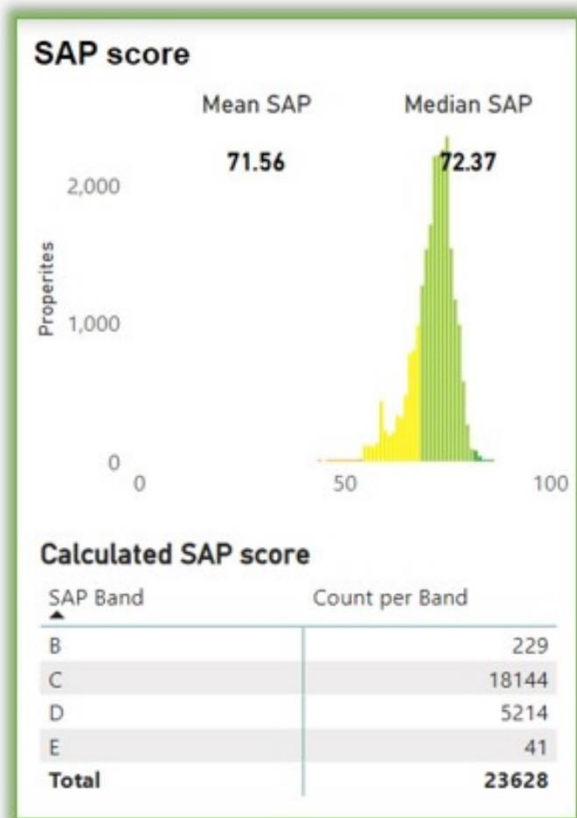 SAP score
Mean SAP Median SAP
71.56 72.37
2,000
Properites
1,000
0
0 50 100
Calculated SAP score
SAP Band Count per Band
B 229
C 18144
D 5214
E 41
Total 23628